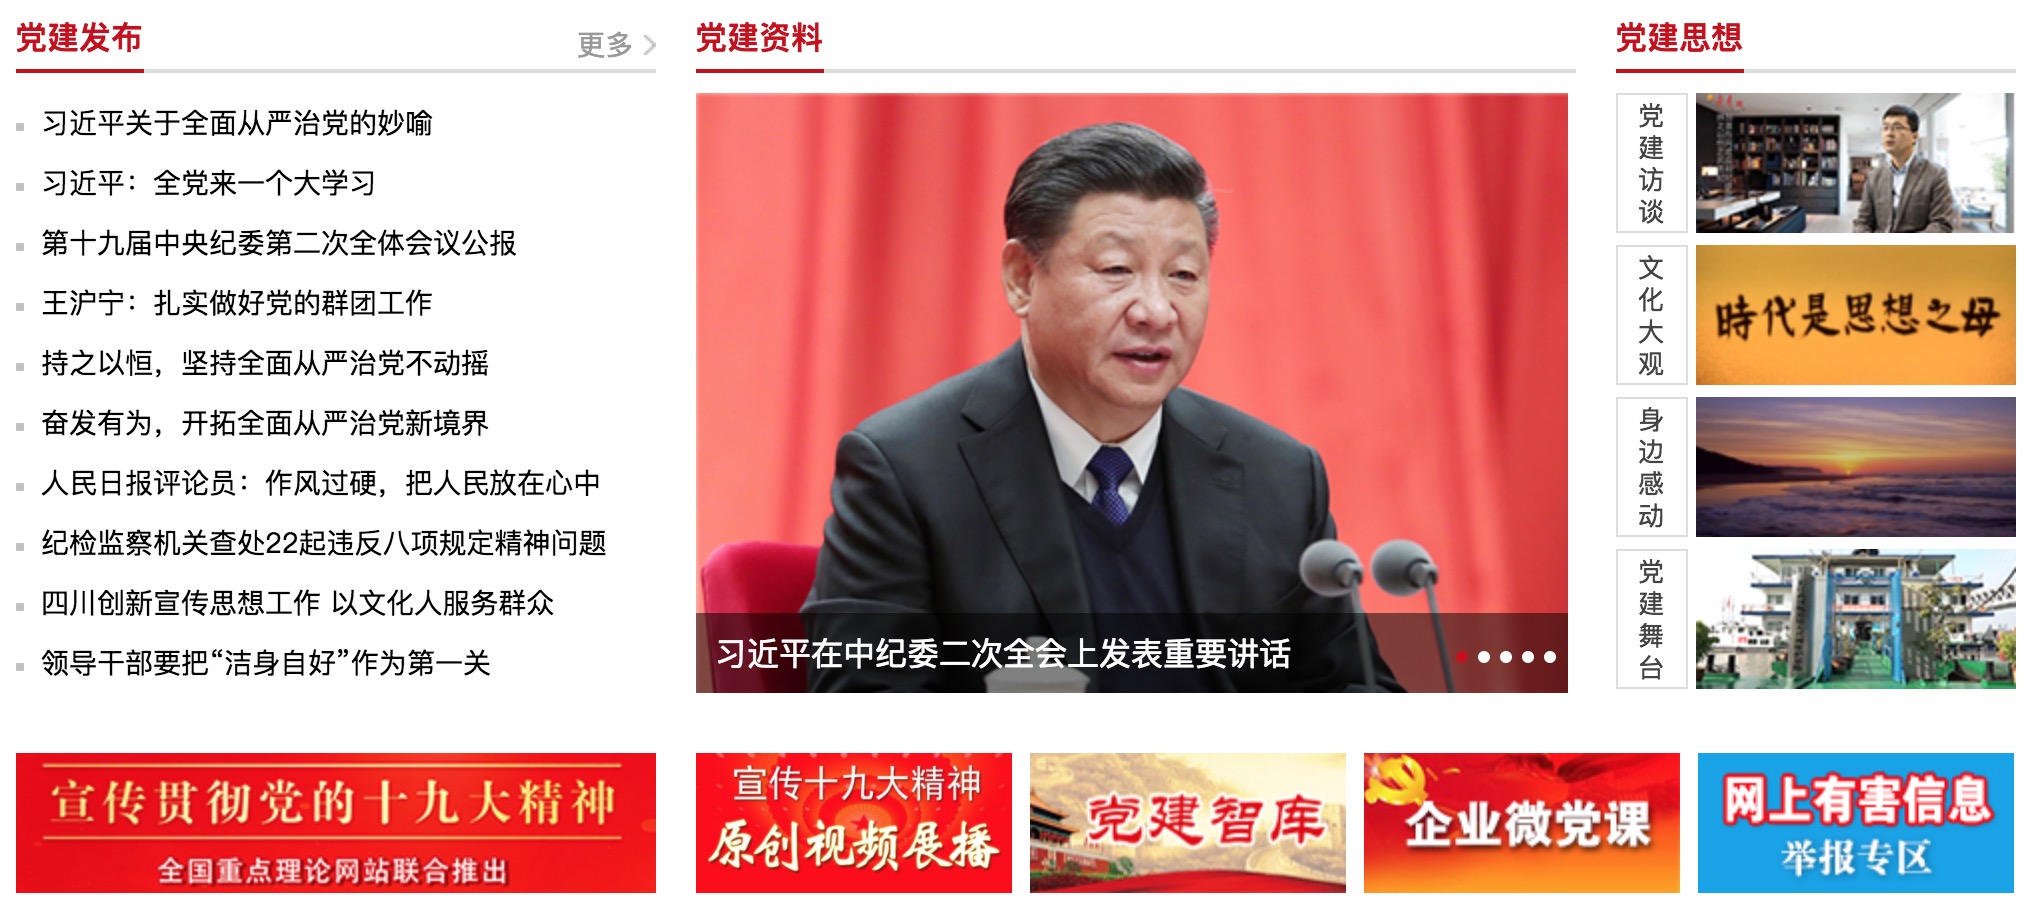 党建发布
更多
习近平关于全面从严治党的妙喻
习近平：全党来一个大学习
第十九届中央纪委第二次全体会议公报
王沪宁：扎实做好党的群团工作
持之以恒，坚持全面从严治党不动摇
奋发有为，开拓全面从严治党新境界
人民日报评论员：作风过硬，把人民放在心中
纪检监察机关查处22起违反八项规定精神问题
四川创新宣传思想工作 以文化人服务群众
领导干部要把“洁身自好”作为第一关
党建资料
习近平在中纪委二次全会上发表重要讲话
党建思想
党建访谈
文化大观
時代是思想之母
身边感动
党建舞台
宣传贯彻党的十九大精神
全国重点理论网站联合推出
宣传十九大精神
原创视频展播
党建智库
企业微党课
网上有害信息
举报专区